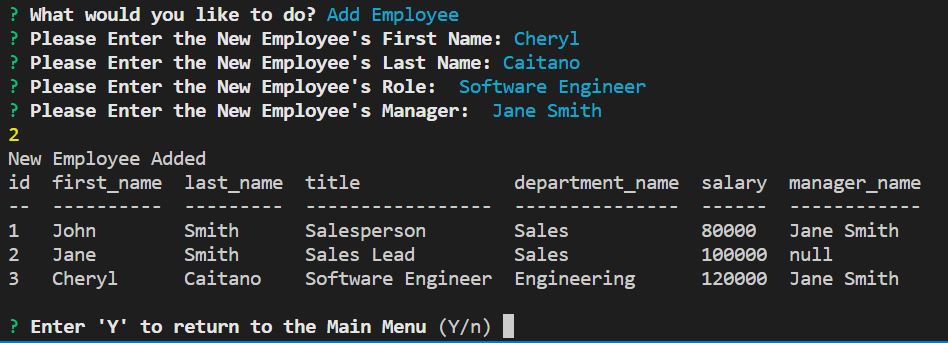 ? What would you like to do? Add Employee
? Please Enter the New Employee's First Name: Cheryl
? Please Enter the New Employee's Last Name: Caitano
? Please Enter the New Employee's Role:  Software Engineer
? Please Enter the New Employee's Manager:  Jane Smith
2
New Employee Added
id  first_name  last_name  title              department_name  salary  manager_name
--  ----------  ---------  -----------------  ---------------  ------  ------------
1   John        Smith      Salesperson        Sales            80000   Jane Smith
2   Jane        Smith      Sales Lead         Sales            100000  null
3   Cheryl      Caitano    Software Engineer  Engineering      120000  Jane Smith
? Enter 'Y' to return to the Main Menu (Y/n)